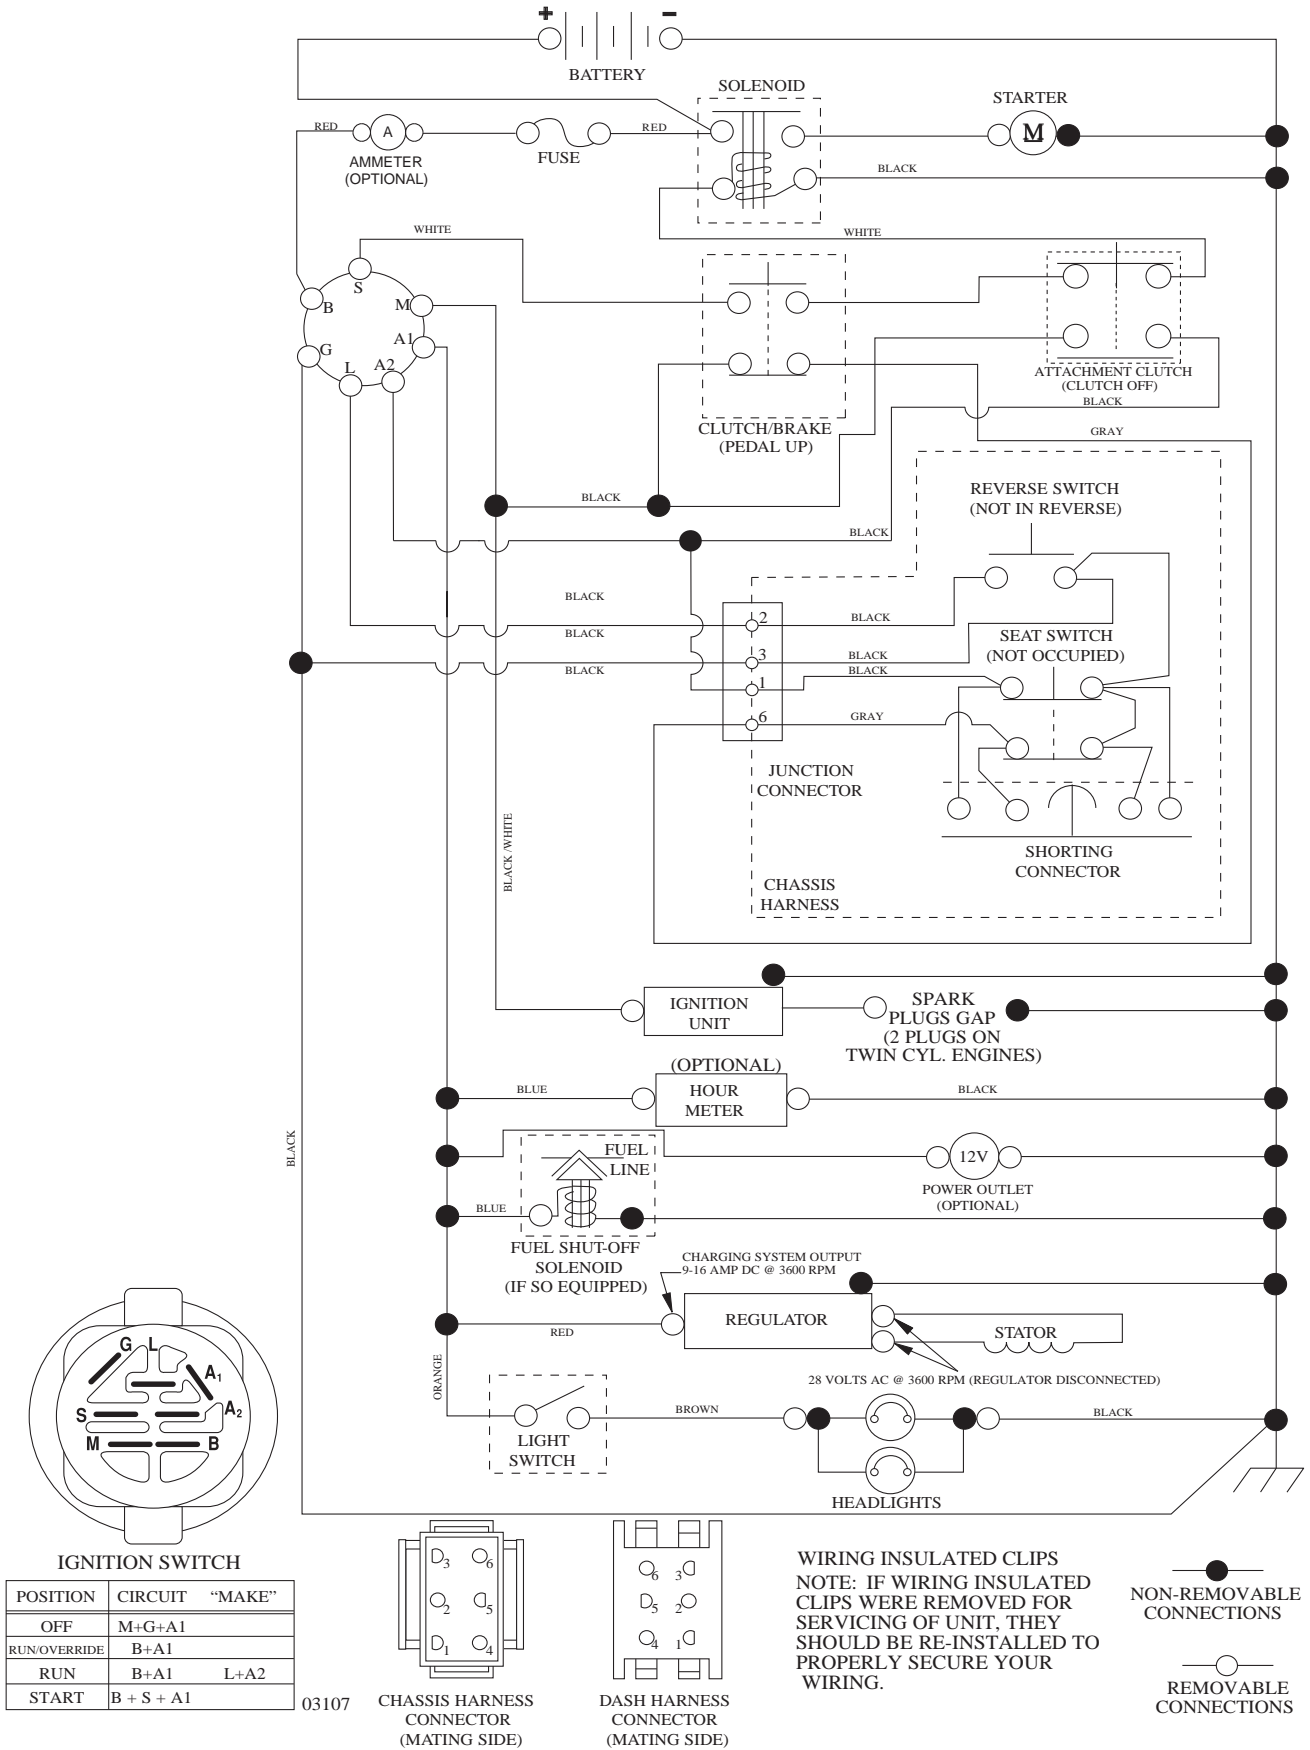 + −
BATTERY
SOLENOID
STARTER
RED
A
AMMETER
(OPTIONAL)
FUSE
RED
M
BLACK
WHITE
WHITE
S
B
M
A1
G
L
A2
ATTACHMENT CLUTCH
(CLUTCH OFF)
BLACK
CLUTCH/BRAKE
(PEDAL UP)
GRAY
REVERSE SWITCH
(NOT IN REVERSE)
BLACK
BLACK
BLACK
2
BLACK
BLACK
SEAT SWITCH
(NOT OCCUPIED)
3
BLACK
BLACK
BLACK
1
6
GRAY
JUNCTION
CONNECTOR
BLACK /WHITE
SHORTING
CONNECTOR
CHASSIS
HARNESS
IGNITION
UNIT
SPARK
PLUGS GAP
(2 PLUGS ON
TWIN CYL. ENGINES)
(OPTIONAL)
HOUR
METER
BLUE
BLACK
BLACK
FUEL
LINE
12V
POWER OUTLET
(OPTIONAL)
BLUE
FUEL SHUT-OFF
SOLENOID
(IF SO EQUIPPED)
CHARGING SYSTEM OUTPUT
9-16 AMP DC @ 3600 RPM
REGULATOR
RED
STATOR
28 VOLTS AC @ 3600 RPM (REGULATOR DISCONNECTED)
ORANGE
LIGHT
SWITCH
BROWN
BLACK
HEADLIGHTS
G L
A1
S
A2
M B
IGNITION SWITCH
POSITION CIRCUIT “MAKE”
OFF M+G+A1
RUN/OVERRIDE B+A1
RUN B+A1 L+A2
START B + S + A1
03107
3 6
2 5
1 4
CHASSIS HARNESS
CONNECTOR
(MATING SIDE)
6 3
5 2
4 1
DASH HARNESS
CONNECTOR
(MATING SIDE)
WIRING INSULATED CLIPS
NOTE: IF WIRING INSULATED
CLIPS WERE REMOVED FOR
SERVICING OF UNIT, THEY
SHOULD BE RE-INSTALLED TO
PROPERLY SECURE YOUR
WIRING.
NON-REMOVABLE
CONNECTIONS
REMOVABLE
CONNECTIONS